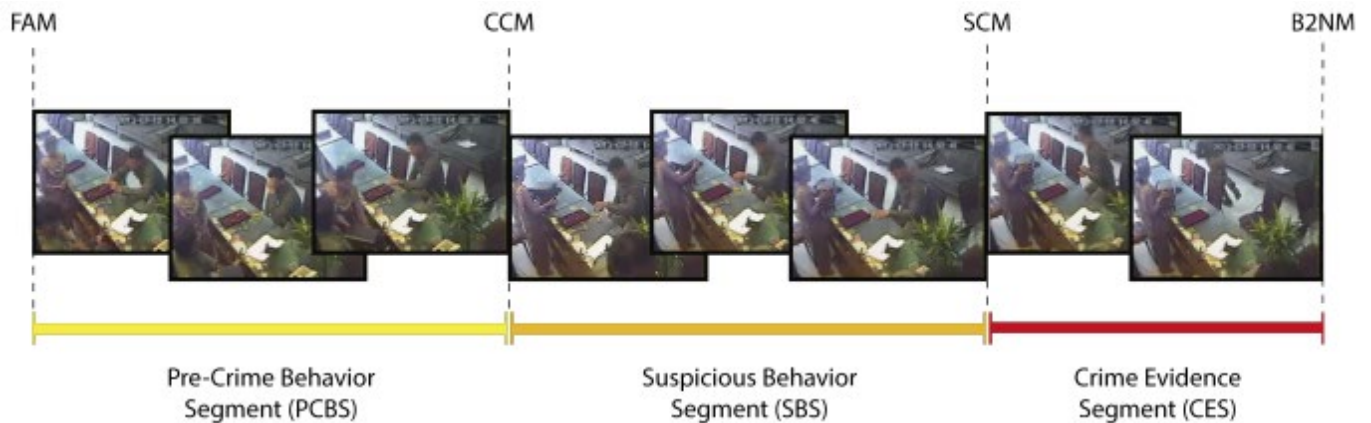 FAM
CCM
SCM
B2NM
Pre-Crime Behavior
Segment (PCBS)
Suspicious Behavior
Segment (SBS)
Crime Evidence
Segment (CES)